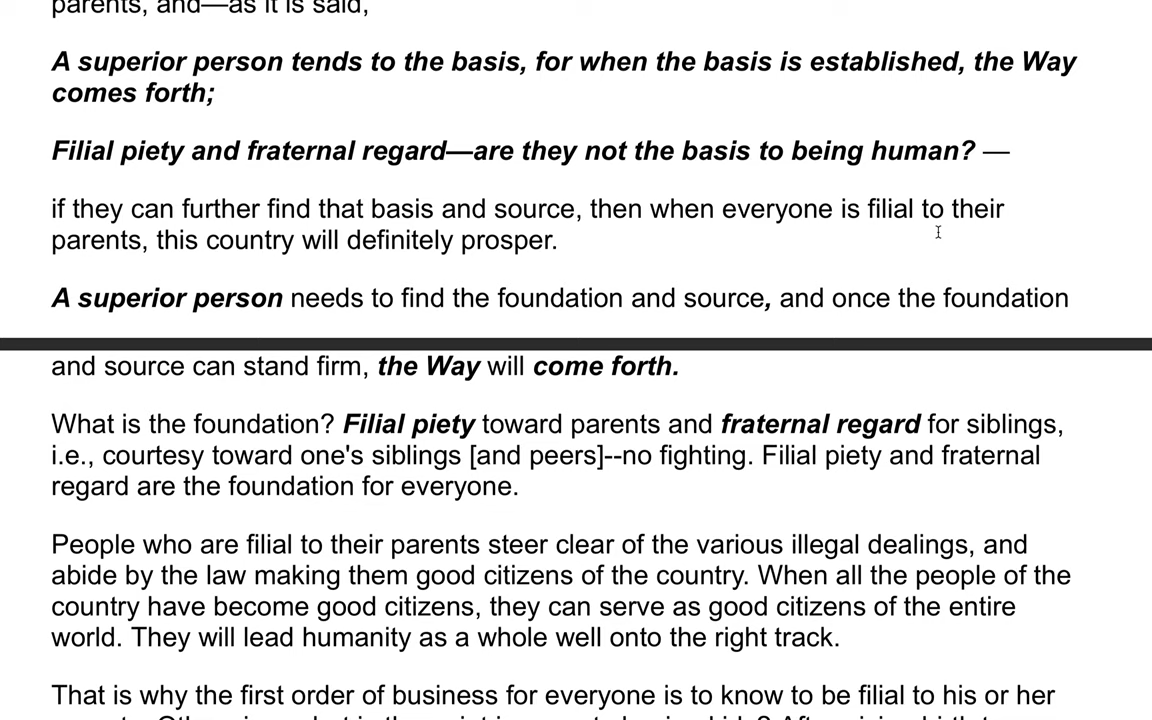 parents, and—as it is said,
A superior person tends to the basis, for when the basis is established, the Way
comes forth;
Filial piety and fraternal regard—are they not the basis to being human? —
if they can further find that basis and source, then when everyone is filial to their
parents, this country will definitely prosper.
A superior person needs to find the foundation and source, and once the foundation
and source can stand firm, the Way will come forth.
What is the foundation? Filial piety toward parents and fraternal regard for siblings,
i.e., courtesy toward one's siblings [and peers]--no fighting. Filial piety and fraternal
regard are the foundation for everyone.
People who are filial to their parents steer clear of the various illegal dealings, and
abide by the law making them good citizens of the country. When all the people of the
country have become good citizens, they can serve as good citizens of the entire
world. They will lead humanity as a whole well onto the right track.
That is why the first order of business for everyone is to know to be filial to his or her